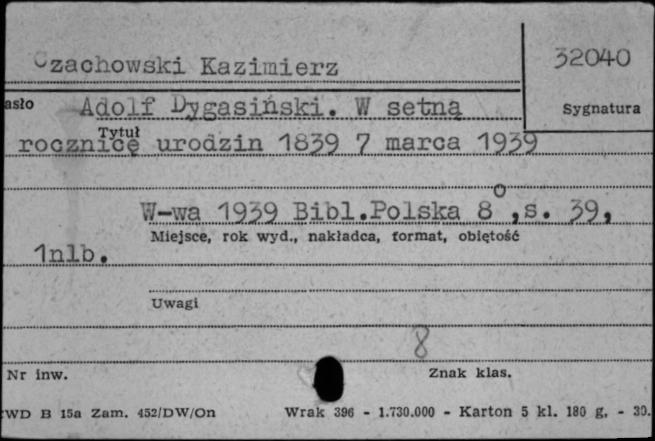 Czachowski Kazimierz
32040
asło Adolf Dygasiński. W setną
Sygnatura
Tytuł
rocznicę urodzin 1839 7 marca 1939
W-wa 1939 Bibl.Polska 8°,s. 39,
Miejsce, rok wyd., nakładca, format, obiętość
1nlb.
Uwagi
8
Nr inw.
Znak klas.
CWD B 15a Zam. 452/DW/On Wrak 396 - 1.730.000 - Karton 5 kl. 180 g, - 30.